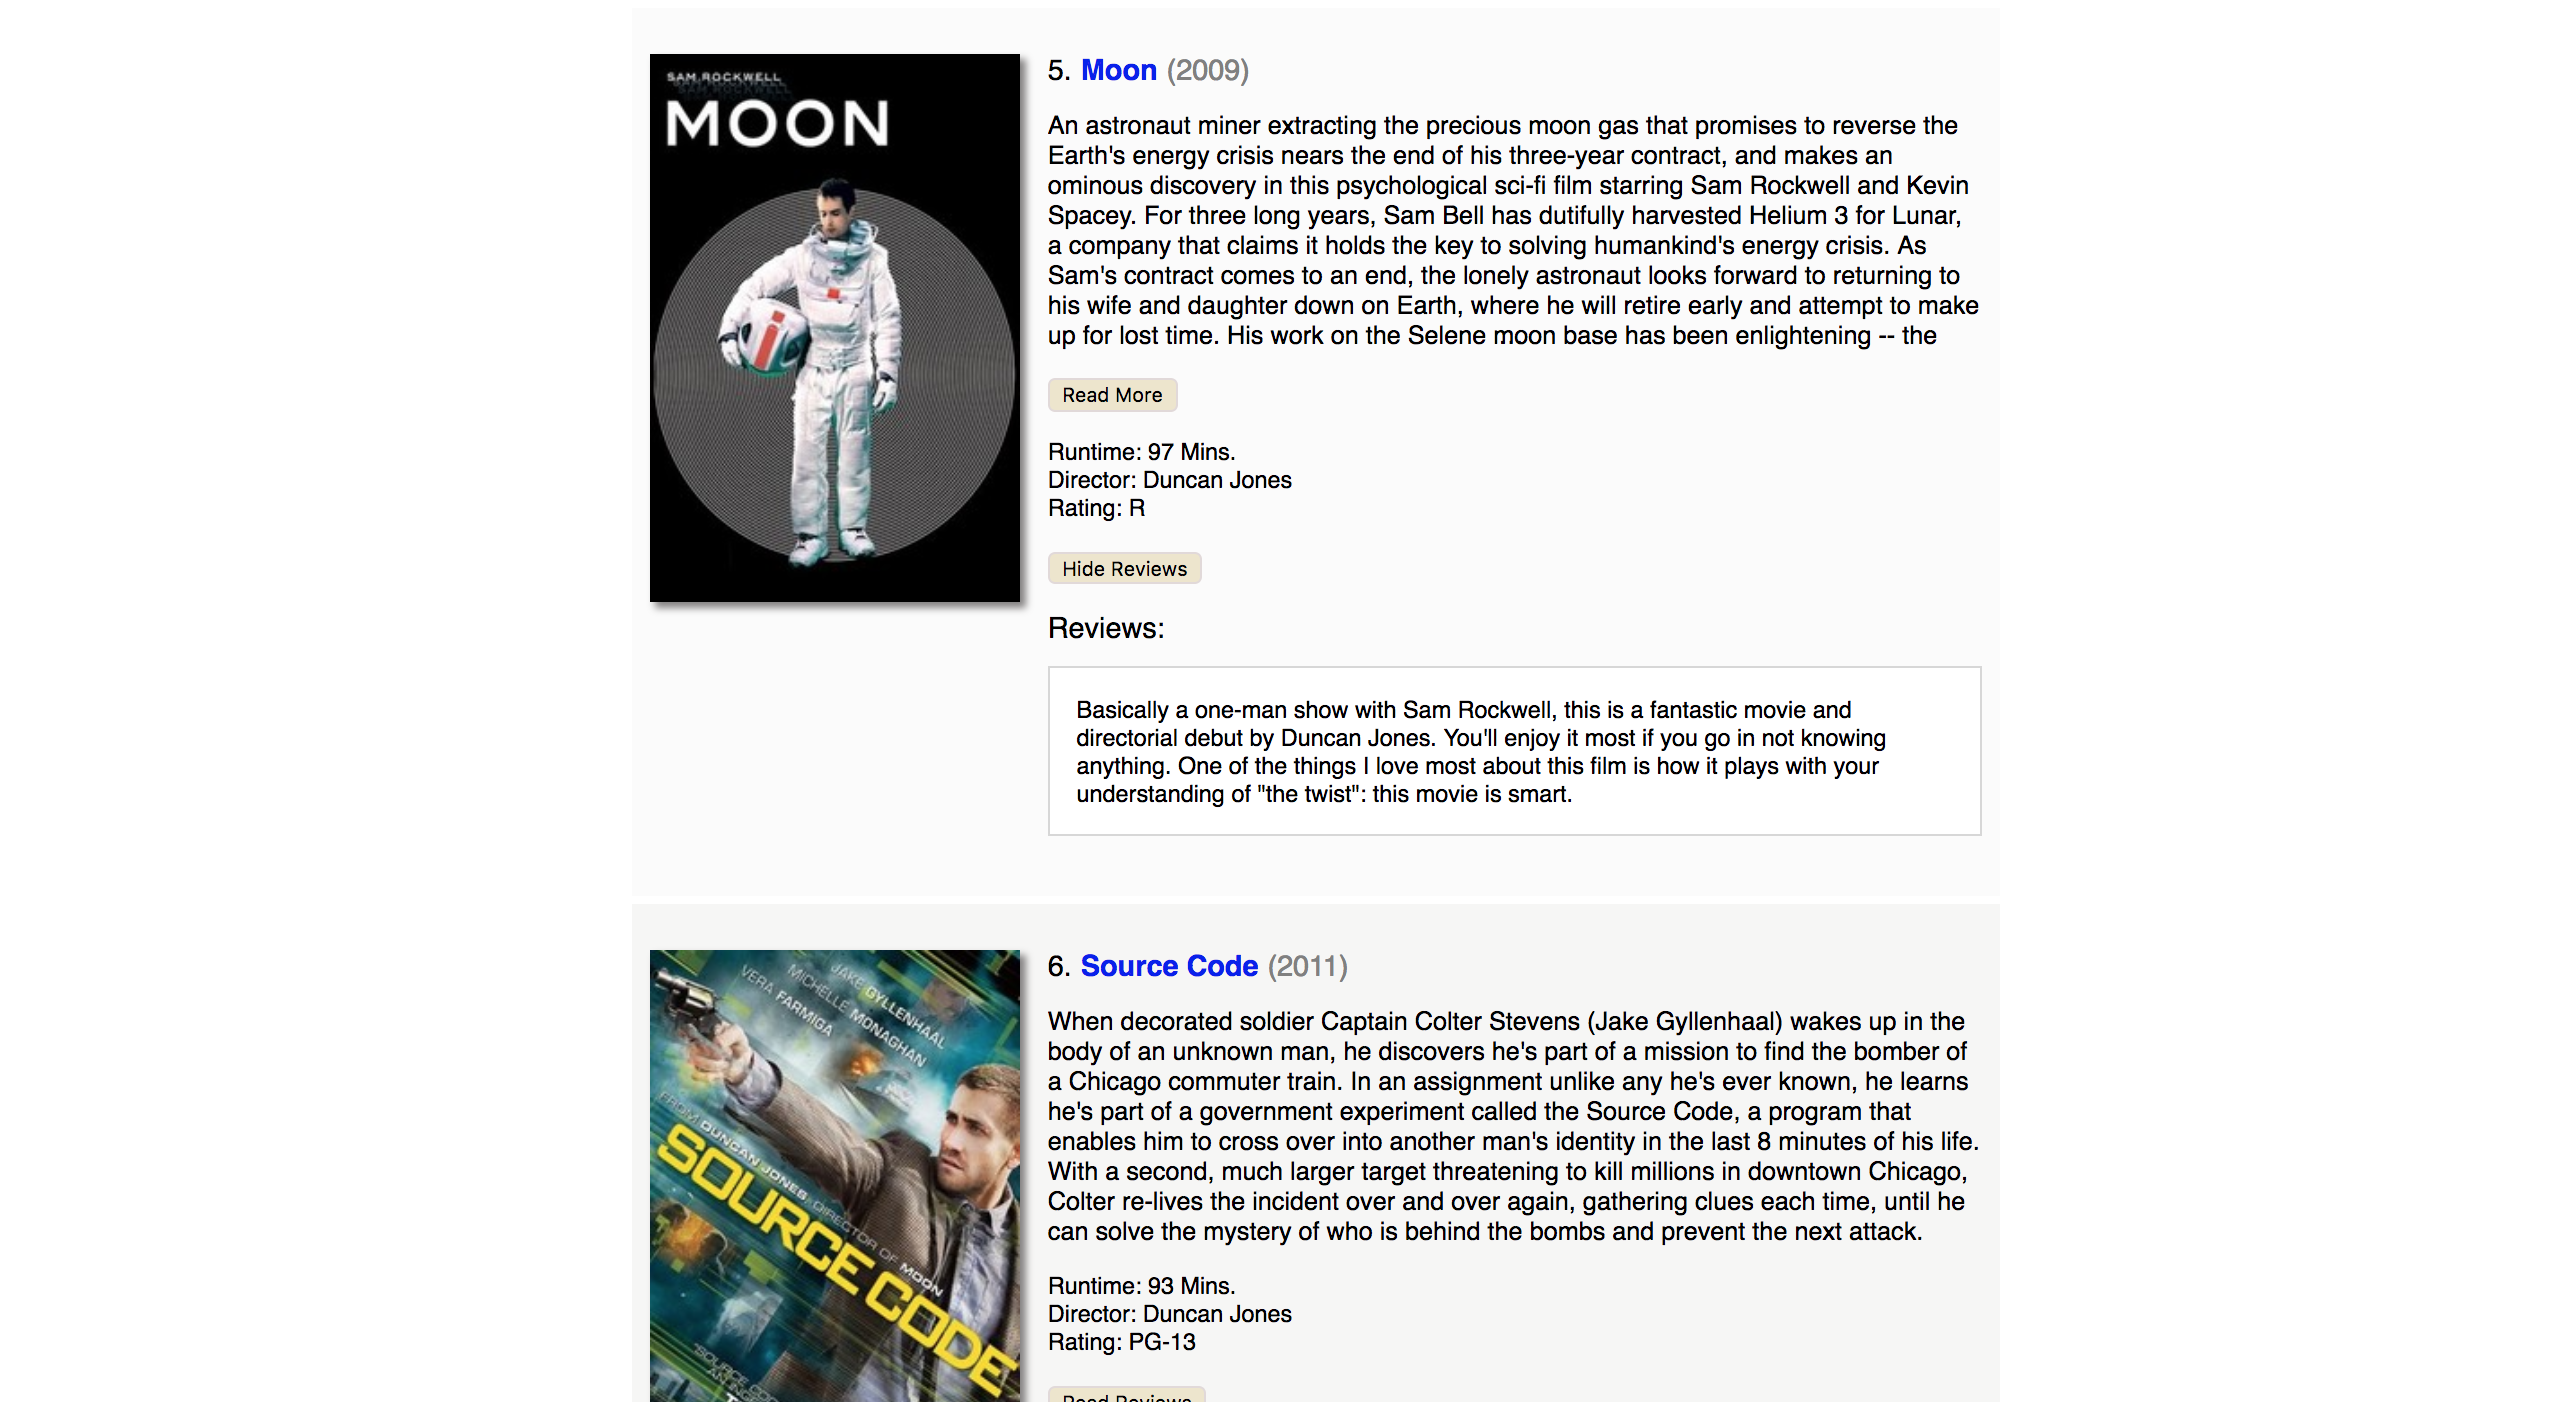 SAM ROCKWELL
MOON
5. Moon (2009)
An astronaut miner extracting the precious moon gas that promises to reverse the
Earth's energy crisis nears the end of his three-year contract, and makes an
ominous discovery in this psychological sci-fi film starring Sam Rockwell and Kevin
Spacey. For three long years, Sam Bell has dutifully harvested Helium 3 for Lunar,
a company that claims it holds the key to solving humankind's energy crisis. As
Sam's contract comes to an end, the lonely astronaut looks forward to returning to
his wife and daughter down on Earth, where he will retire early and attempt to make
up for lost time. His work on the Selene moon base has been enlightening -- the
Read More
Runtime: 97 Mins.
Director: Duncan Jones
Rating: R
Hide Reviews
Reviews:
Basically a one-man show with Sam Rockwell, this is a fantastic movie and
directorial debut by Duncan Jones. You'll enjoy it most if you go in not knowing
anything. One of the things I love most about this film is how it plays with your
understanding of "the twist": this movie is smart.
JAKE GYLLENHAAL
MICHELLE MONAGHAN
VERA FARMIGA
FROM DUNCAN JONES, DIRECTOR OF MOON
SOURCE CODE
6. Source Code (2011)
When decorated soldier Captain Colter Stevens (Jake Gyllenhaal) wakes up in the
body of an unknown man, he discovers he's part of a mission to find the bomber of
a Chicago commuter train. In an assignment unlike any he's ever known, he learns
he's part of a government experiment called the Source Code, a program that
enables him to cross over into another man's identity in the last 8 minutes of his life.
With a second, much larger target threatening to kill millions in downtown Chicago,
Colter re-lives the incident over and over again, gathering clues each time, until he
can solve the mystery of who is behind the bombs and prevent the next attack.
Runtime: 93 Mins.
Director: Duncan Jones
Rating: PG-13
Read Reviews